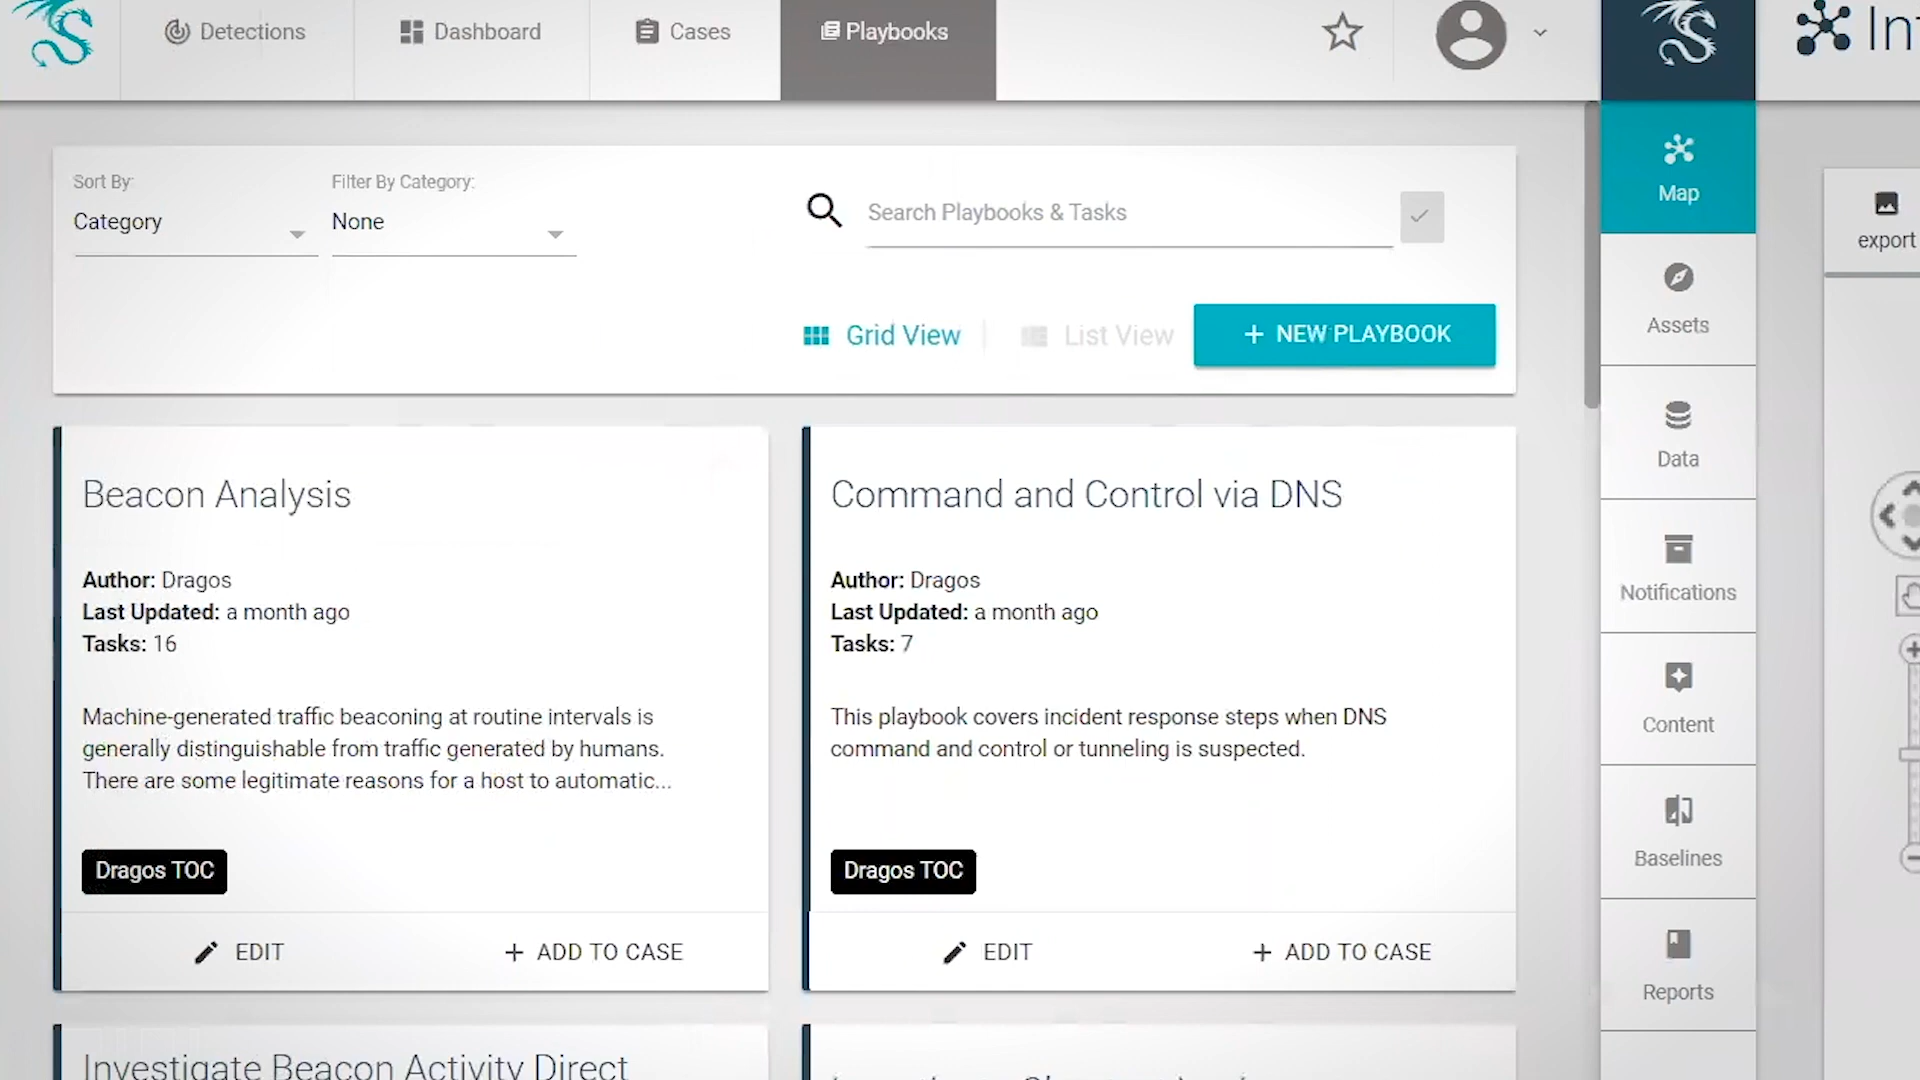 Detections
Dashboard
Cases
Playbooks
Sort By:
Category
Filter By Category:
None
Search Playbooks & Tasks
Grid View
List View
+ NEW PLAYBOOK
Beacon Analysis
Author: Dragos
Last Updated: a month ago
Tasks: 16
Machine-generated traffic beaconing at routine intervals is
generally distinguishable from traffic generated by humans.
There are some legitimate reasons for a host to automatic...
Dragos TOC
EDIT
+ ADD TO CASE
Command and Control via DNS
Author: Dragos
Last Updated: a month ago
Tasks: 7
This playbook covers incident response steps when DNS
command and control or tunneling is suspected.
Dragos TOC
EDIT
+ ADD TO CASE
Investigate Beacon Activity Direct
Map
Assets
Data
Notifications
Content
Baselines
Reports
export